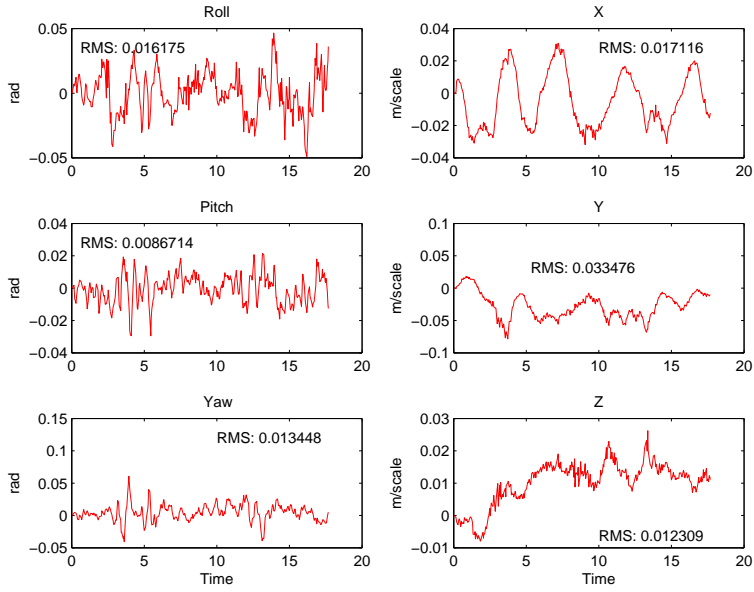 Roll
0.05
0
−0.05
rad
RMS: 0.016175
0 5 10 15 20
X
0.04
0.02
0
−0.02
−0.04
m/scale
RMS: 0.017116
0 5 10 15 20
Pitch
0.04
0.02
0
−0.02
−0.04
rad
RMS: 0.0086714
0 5 10 15 20
Y
0.1
0.05
0
−0.05
−0.1
m/scale
RMS: 0.033476
0 5 10 15 20
Yaw
0.15
0.1
0.05
0
−0.05
rad
RMS: 0.013448
0 5 10 15 20
Time
Z
0.03
0.02
0.01
0
−0.01
m/scale
RMS: 0.012309
0 5 10 15 20
Time